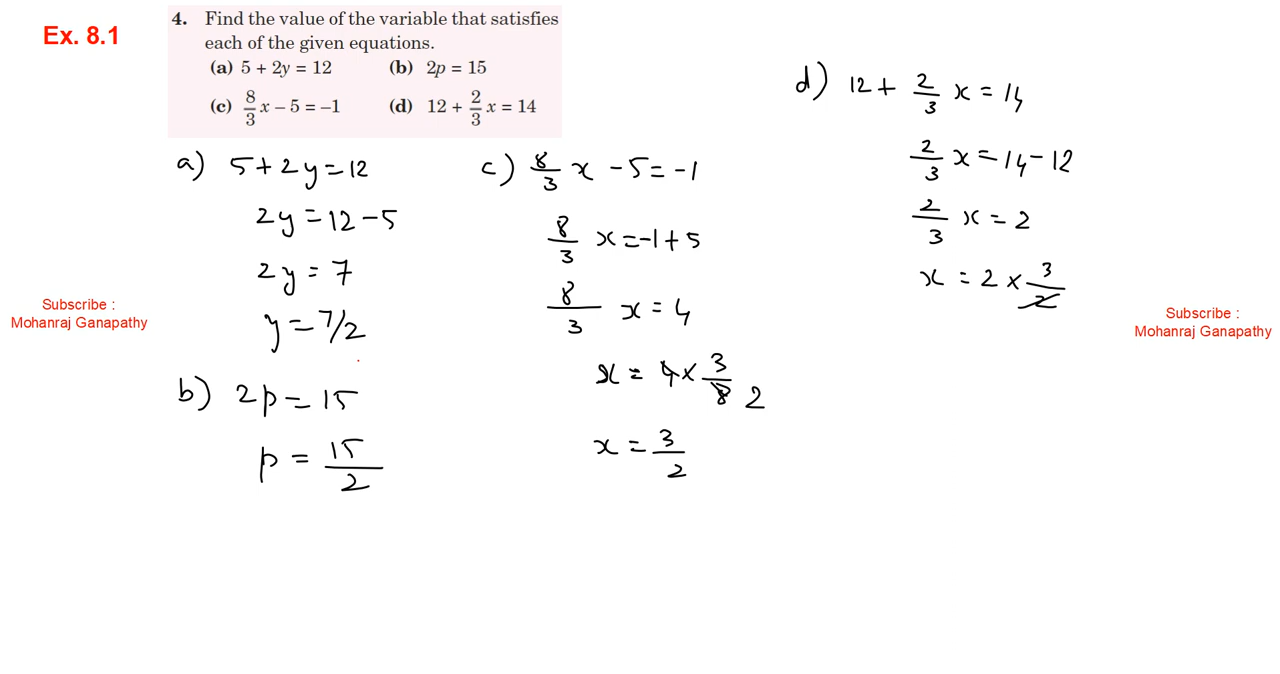 Ex. 8.1
4. Find the value of the variable that satisfies
each of the given equations.
(a) 5 + 2y = 12 (b) 2p = 15
(c) 8/3 x – 5 = –1 (d) 12 + 2/3 x = 14
a) 5 + 2y = 12
2y = 12 - 5
2y = 7
y = 7/2
b) 2p = 15
p = 15/2
c) 8/3 x - 5 = -1
8/3 x = -1 + 5
8/3 x = 4
x = 4 × 3/8 2
x = 3/2
d) 12 + 2/3 x = 14
2/3 x = 14 - 12
2/3 x = 2
x = 2 × 3/2
Subscribe :
Mohanraj Ganapathy
Subscribe :
Mohanraj Ganapathy